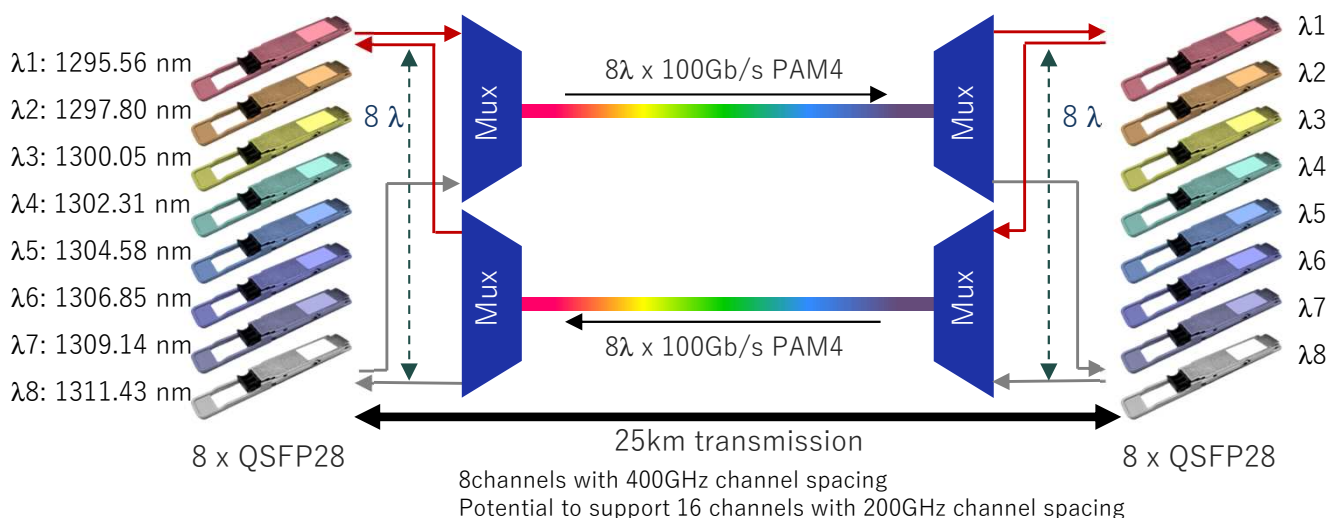 λ1: 1295.56 nm
λ2: 1297.80 nm
λ3: 1300.05 nm
λ4: 1302.31 nm
λ5: 1304.58 nm
λ6: 1306.85 nm
λ7: 1309.14 nm
λ8: 1311.43 nm
8 x QSFP28
8 λ
Mux
Mux
8λ x 100Gb/s PAM4
8λ x 100Gb/s PAM4
Mux
Mux
8 λ
λ1
λ2
λ3
λ4
λ5
λ6
λ7
λ8
8 x QSFP28
25km transmission
8channels with 400GHz channel spacing
Potential to support 16 channels with 200GHz channel spacing